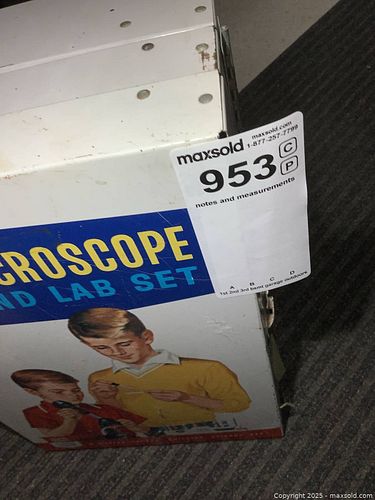 maxsold
maxsold.com
1-877-257-7799
953
C
P
notes and measurements
A B C D
1st 2nd 3rd bsmt garage outdoors
CROSCOPE
ND LAB SET
Copyright 2025 - maxsold.com